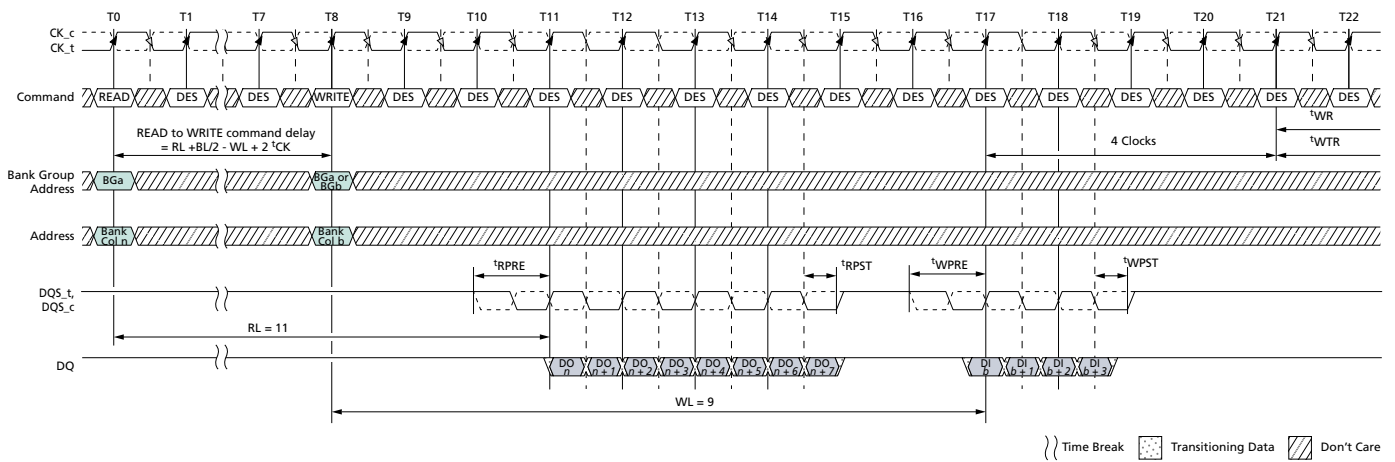 T0 T1 T7 T8 T9 T10 T11 T12 T13 T14 T15 T16 T17 T18 T19 T20 T21 T22
CK_c
CK_t
Command READ DES DES WRITE DES DES DES DES DES DES DES DES DES DES DES DES DES DES
tWR
READ to WRITE command delay
= RL +BL/2 - WL + 2 tCK
4 Clocks
tWTR
Bank Group
Address
BGa
BGa or
BGb
Address
Bank
Col n
Bank
Col b
tRPRE tRPST tWPRE tWPST
DQS_t,
DQS_c
RL = 11
DQ
DO
n
DO
n + 1
DO
n + 2
DO
n + 3
DO
n + 4
DO
n + 5
DO
n + 6
DO
n + 7
DI
b
DI
b + 1
DI
b + 2
DI
b + 3
WL = 9
Time Break Transitioning Data Don't Care